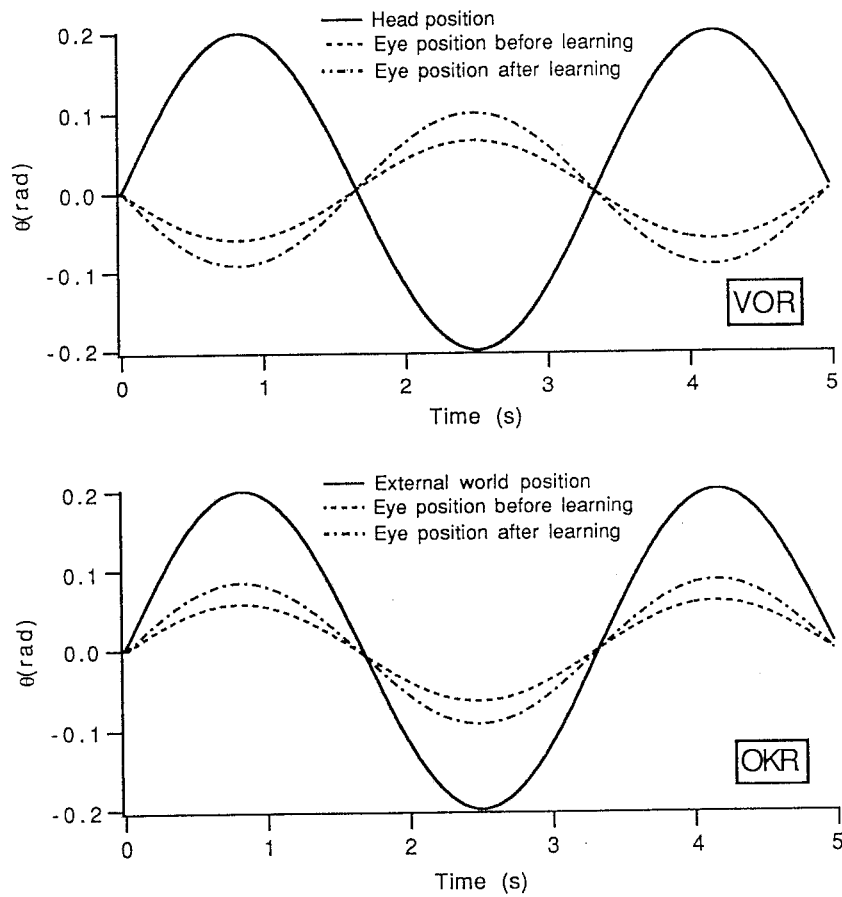 Head position
Eye position before learning
Eye position after learning
0.2
0.1
0.0
-0.1
-0.2
θ(rad)
VOR
0 1 2 3 4 5
Time (s)
External world position
Eye position before learning
Eye position after learning
0.2
0.1
0.0
-0.1
-0.2
θ(rad)
OKR
0 1 2 3 4 5
Time (s)